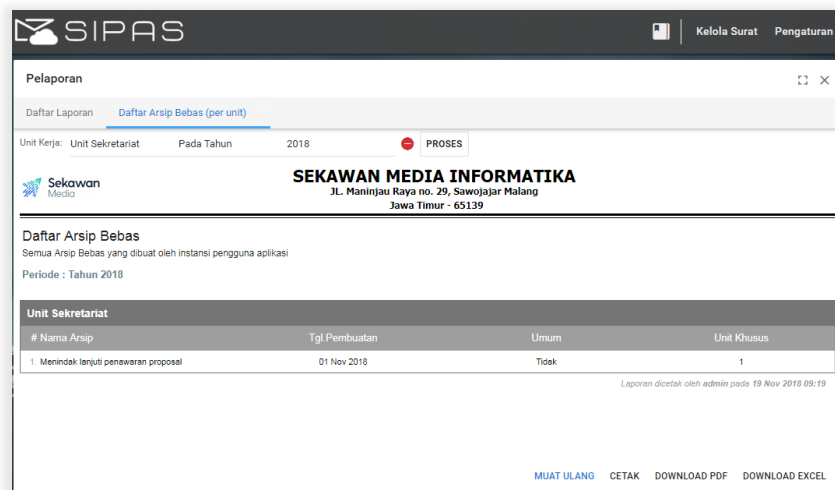 SIPAS
Kelola Surat Pengaturan
Pelaporan
Daftar Laporan Daftar Arsip Bebas (per unit)
Unit Kerja: Unit Sekretariat Pada Tahun 2018 PROSES
Sekawan
Media
SEKAWAN MEDIA INFORMATIKA
JL. Maninjau Raya no. 29, Sawojajar Malang
Jawa Timur - 65139
Daftar Arsip Bebas
Semua Arsip Bebas yang dibuat oleh instansi pengguna aplikasi
Periode : Tahun 2018
Unit Sekretariat
# Nama Arsip Tgl.Pembuatan Umum Unit Khusus
1. Menindak lanjuti penawaran proposal 01 Nov 2018 Tidak 1
Laporan dicetak oleh admin pada 19 Nov 2018 09:19
MUAT ULANG CETAK DOWNLOAD PDF DOWNLOAD EXCEL